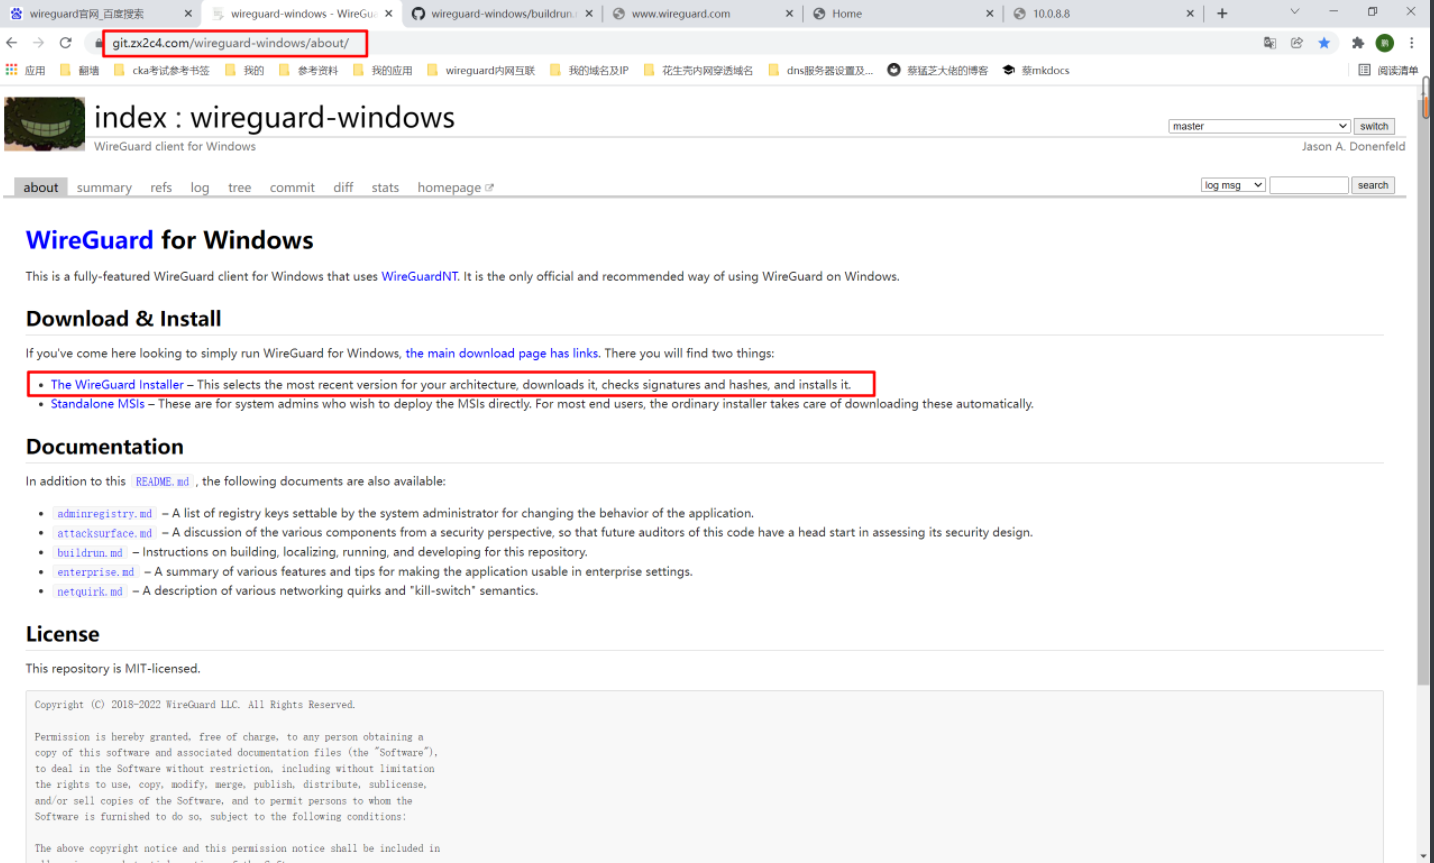 wireguard官网_百度搜索
wireguard-windows - WireGua
wireguard-windows/buildrun.
www.wireguard.com
Home
10.0.8.8
git.zx2c4.com/wireguard-windows/about/
应用 翻墙 cka考试参考书签 我的 参考资料 我的应用 wireguard内网互联 我的域名及IP 花生壳内网穿透域名 dns服务器设置及... 蔡猛芝大佬的博客 蔡mkdocs 阅读清单
index : wireguard-windows
master switch
WireGuard client for Windows
Jason A. Donenfeld
about summary refs log tree commit diff stats homepage
log msg search
WireGuard for Windows
This is a fully-featured WireGuard client for Windows that uses WireGuardNT. It is the only official and recommended way of using WireGuard on Windows.
Download & Install
If you've come here looking to simply run WireGuard for Windows, the main download page has links. There you will find two things:
• The WireGuard Installer – This selects the most recent version for your architecture, downloads it, checks signatures and hashes, and installs it.
• Standalone MSIs – These are for system admins who wish to deploy the MSIs directly. For most end users, the ordinary installer takes care of downloading these automatically.
Documentation
In addition to this README.md , the following documents are also available:
• adminregistry.md – A list of registry keys settable by the system administrator for changing the behavior of the application.
• attacksurface.md – A discussion of the various components from a security perspective, so that future auditors of this code have a head start in assessing its security design.
• buildrun.md – Instructions on building, localizing, running, and developing for this repository.
• enterprise.md – A summary of various features and tips for making the application usable in enterprise settings.
• netquirk.md – A description of various networking quirks and "kill-switch" semantics.
License
This repository is MIT-licensed.
Copyright (C) 2018-2022 WireGuard LLC. All Rights Reserved.
Permission is hereby granted, free of charge, to any person obtaining a
copy of this software and associated documentation files (the "Software"),
to deal in the Software without restriction, including without limitation
the rights to use, copy, modify, merge, publish, distribute, sublicense,
and/or sell copies of the Software, and to permit persons to whom the
Software is furnished to do so, subject to the following conditions:
The above copyright notice and this permission notice shall be included in